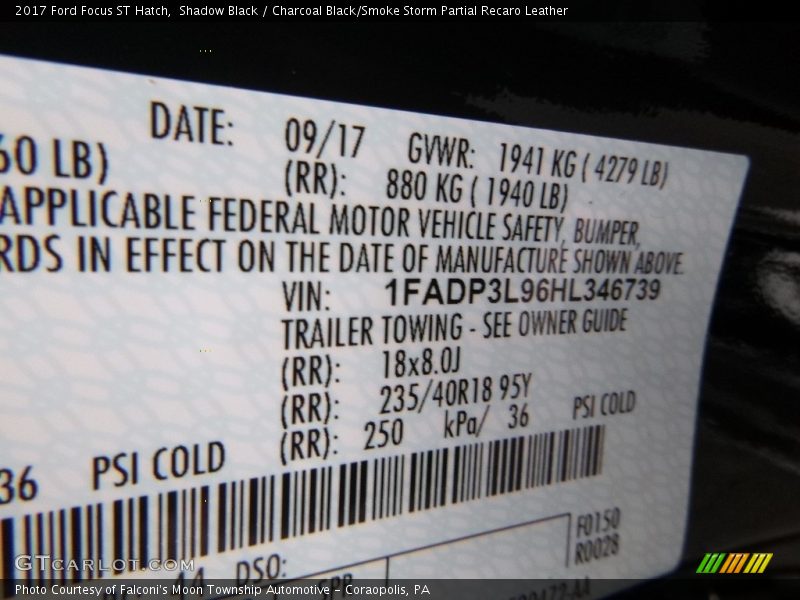 2017 Ford Focus ST Hatch, Shadow Black / Charcoal Black/Smoke Storm Partial Recaro Leather
DATE: 09/17 GVWR: 1941 KG ( 4279 LB)
60 LB) (RR): 880 KG ( 1940 LB)
APPLICABLE FEDERAL MOTOR VEHICLE SAFETY, BUMPER,
RDS IN EFFECT ON THE DATE OF MANUFACTURE SHOWN ABOVE.
VIN: 1FADP3L96HL346739
TRAILER TOWING - SEE OWNER GUIDE
(RR): 18x8.0J
(RR): 235/40R18 95Y
36 PSI COLD (RR): 250 kPa/ 36 PSI COLD
F0150
R0028
DSO:
GTcarlot.com
Photo Courtesy of Falconi's Moon Township Automotive - Coraopolis, PA